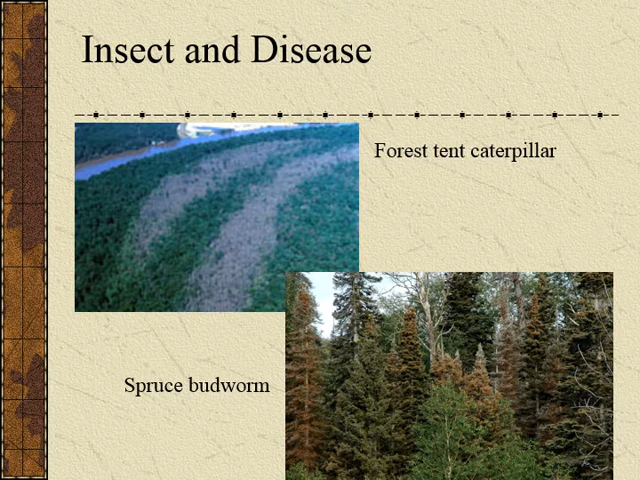 Insect and Disease
Forest tent caterpillar
Spruce budworm